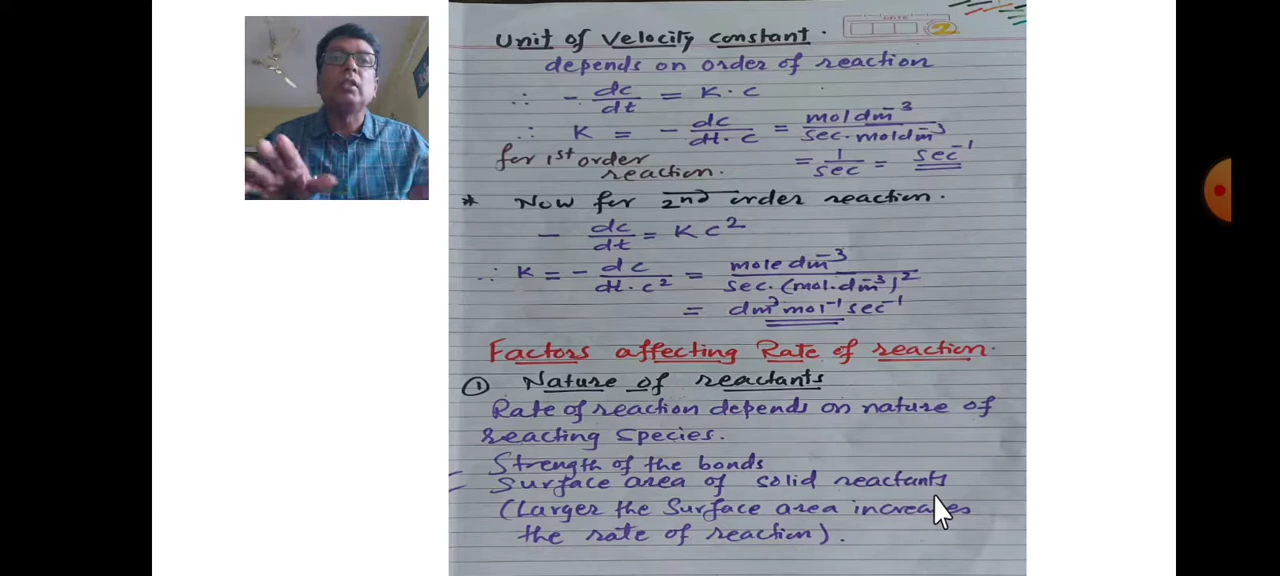 DATE
2
Unit of Velocity constant.
depends on order of reaction
∴ - dc/dt = K · c
∴ K = - dc/dt · c = mol dm⁻³/sec · mol dm⁻³
for 1st order reaction.
= 1/sec = sec⁻¹
* Now for 2nd order reaction.
- dc/dt = K c²
∴ K = - dc/dt · c² = mole dm⁻³/sec · (mol · dm⁻³)²
= dm³ mol⁻¹ sec⁻¹
Factors affecting Rate of reaction.
① Nature of reactants
Rate of reaction depends on nature of
reacting species.
Strength of the bonds
Surface area of solid reactants
(Larger the Surface area increases
the rate of reaction).